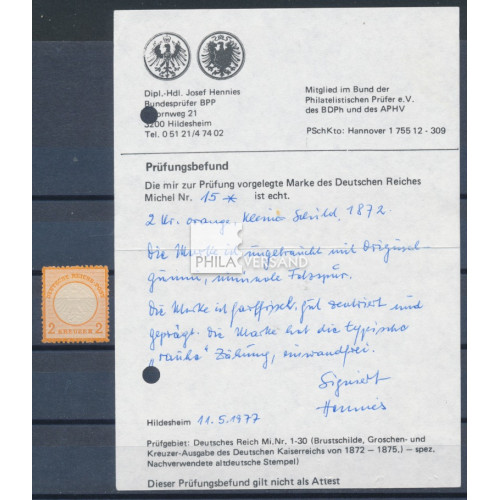 Dipl.-Hdl. Josef Hennies
Bundesprüfer BPP
ornweg 21
3200 Hildesheim
Tel. 0 51 21/4 74 02
Mitglied im Bund der
Philatelistischen Prüfer e.V.
des BDPh und des APHV
PSchKto: Hannover 1 755 12 - 309
Prüfungsbefund
Die mir zur Prüfung vorgelegte Marke des Deutschen Reiches
Michel Nr. 15 * ist echt.
2 Kr. orange, Kleiner Schild, 1872.
Die Marke ist ungebraucht mit Original-
gummi, minimale Falzspur.
Die Marke ist farbfrisch, gut zentriert und
geprägt. Die Marke hat die typische
„rauhe" Zähnung, einwandfrei.
Signiert
Hennies
Hildesheim 11.5.1977
Prüfgebiet: Deutsches Reich Mi.Nr. 1-30 (Brustschilde, Groschen- und
Kreuzer-Ausgabe des Deutschen Kaiserreichs von 1872 – 1875,) – spez.
Nachverwendete altdeutsche Stempel)
Dieser Prüfungsbefund gilt nicht als Attest
PHILA VERSAND
DEUTSCHE REICHS-POST
2 KREUZER 2